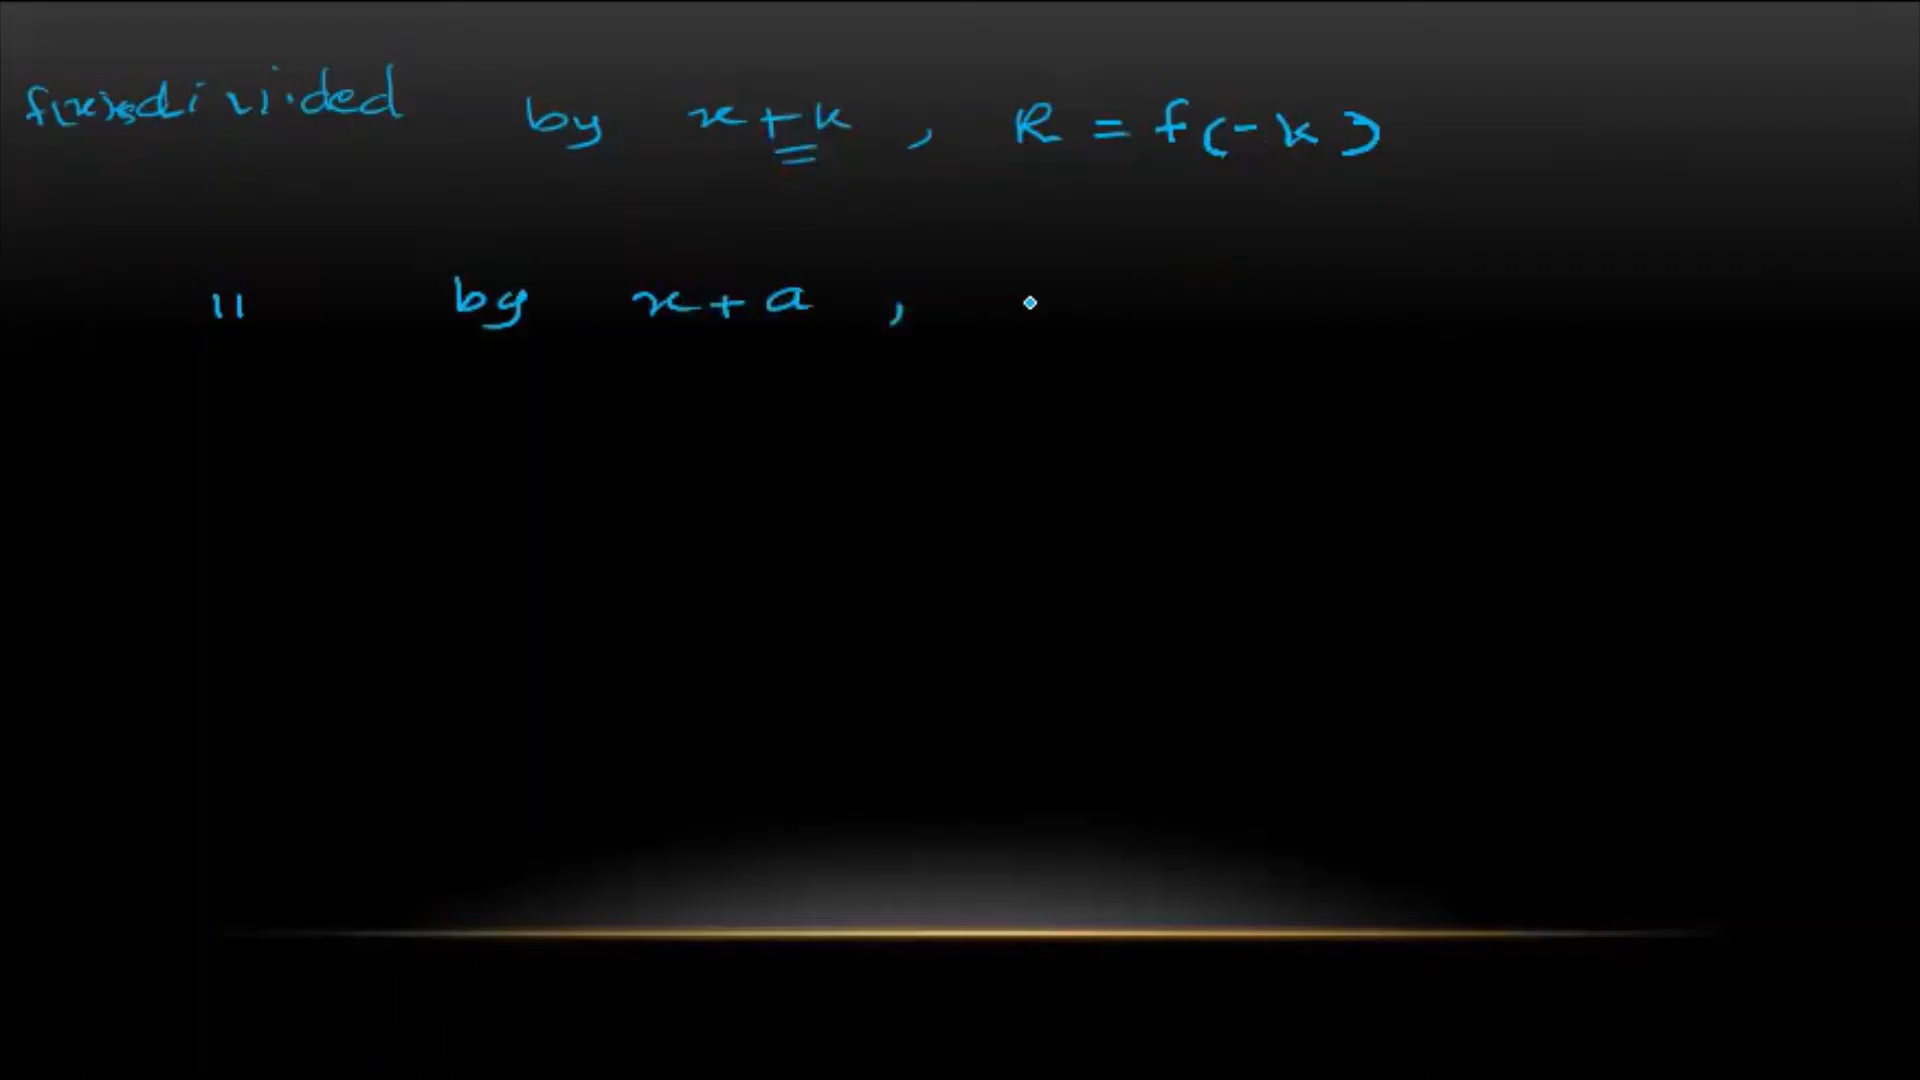 f(x) is divided by x+k, R = f(-k)
" by x+a,